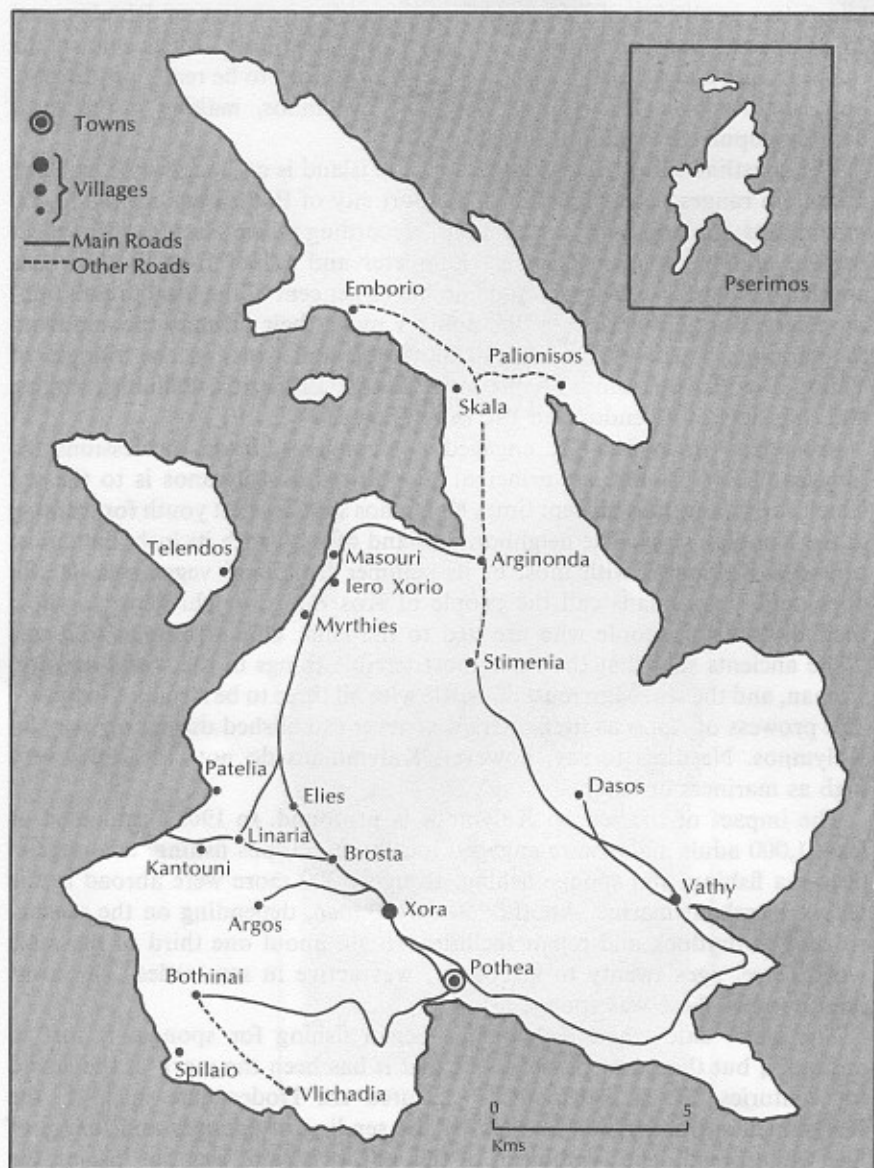 Towns
Villages
Main Roads
Other Roads
Pserimos
Emborio
Palionisos
Skala
Telendos
Masouri
Iero Xorio
Myrthies
Arginonda
Stimenia
Patelia
Elies
Dasos
Linaria
Kantouni
Brosta
Vathy
Argos
Xora
Pothea
Bothinai
Spilaio
Vlichadia
0 5
Kms